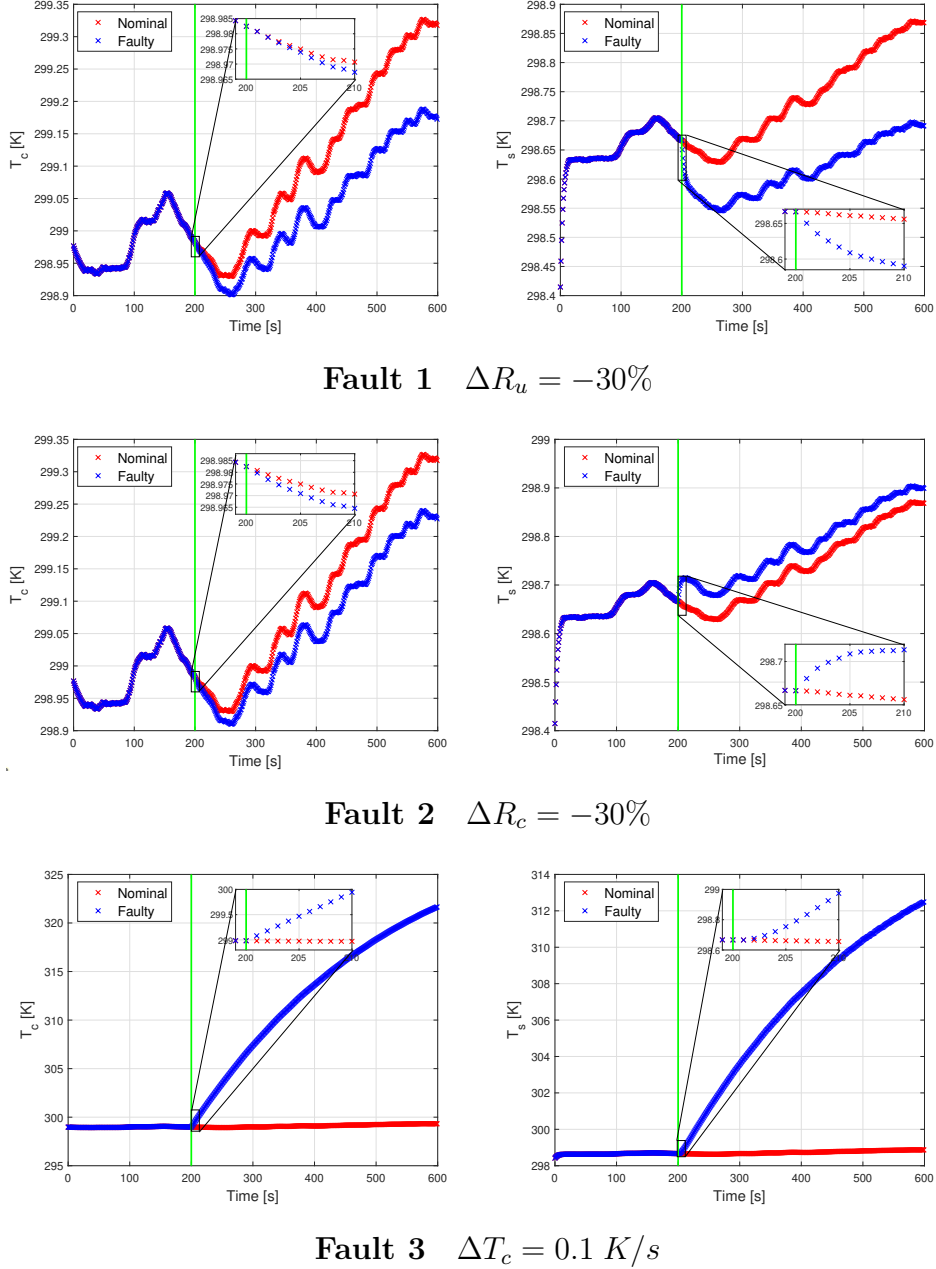 299.35
299.3
299.25
299.2
299.15
299.1
299.05
299
298.95
298.9
T_c [K]
Nominal
Faulty
298.985
298.98
298.975
298.97
298.965
200 205 210
0 100 200 300 400 500 600
Time [s]
298.9
298.85
298.8
298.75
298.7
298.65
298.6
298.55
298.5
298.45
298.4
T_s [K]
Nominal
Faulty
298.65
298.6
200 205 210
0 100 200 300 400 500 600
Time [s]
Fault 1 ΔR_u = −30%
299.35
299.3
299.25
299.2
299.15
299.1
299.05
299
298.95
298.9
T_c [K]
Nominal
Faulty
298.985
298.98
298.975
298.97
298.965
200 205 210
0 100 200 300 400 500 600
Time [s]
299
298.9
298.8
298.7
298.6
298.5
298.4
T_s [K]
Nominal
Faulty
298.7
298.65
200 205 210
0 100 200 300 400 500 600
Time [s]
Fault 2 ΔR_c = −30%
325
320
315
310
305
300
295
T_c [K]
Nominal
Faulty
300
299.5
299
200 205 210
0 100 200 300 400 500 600
Time [s]
314
312
310
308
306
304
302
300
298
T_s [K]
Nominal
Faulty
299
298.8
298.6
200 205 210
0 100 200 300 400 500 600
Time [s]
Fault 3 ΔT_c = 0.1 K/s